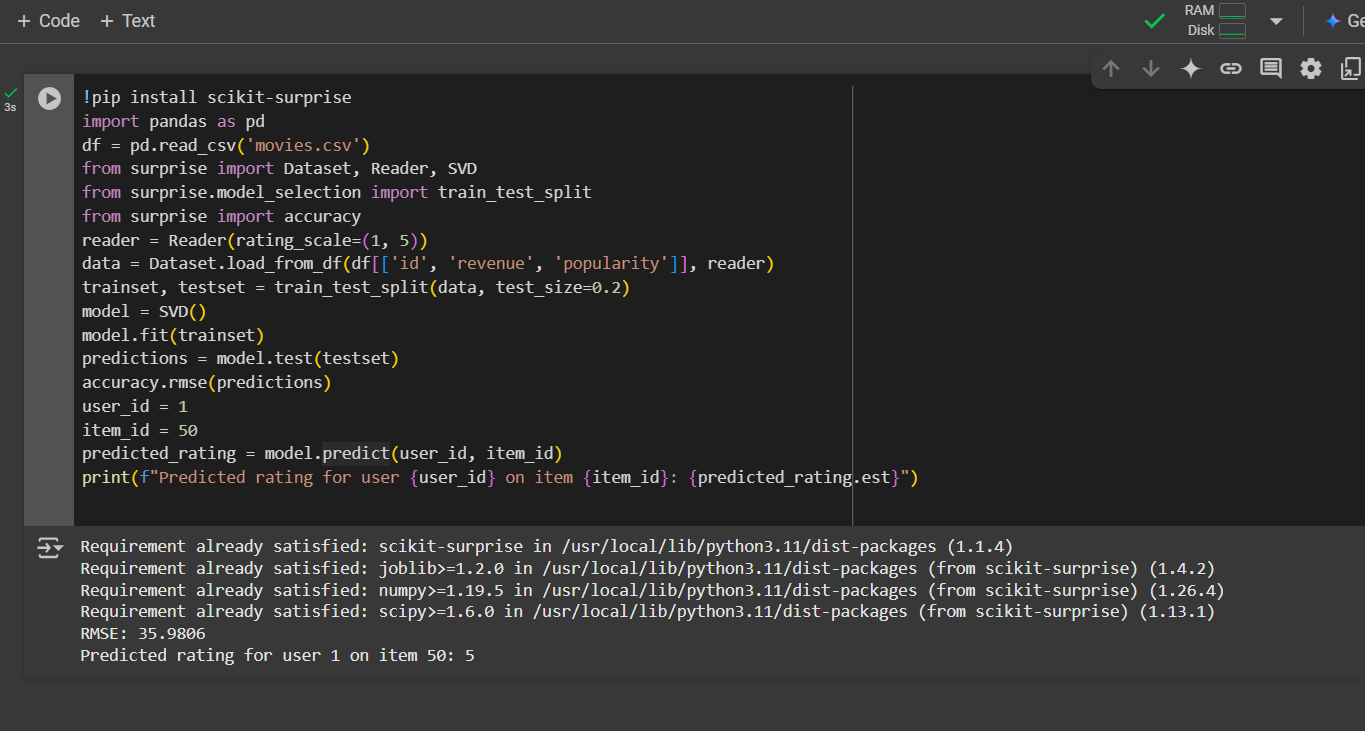 + Code + Text
RAM
Disk
Ge
3s
!pip install scikit-surprise
import pandas as pd
df = pd.read_csv('movies.csv')
from surprise import Dataset, Reader, SVD
from surprise.model_selection import train_test_split
from surprise import accuracy
reader = Reader(rating_scale=(1, 5))
data = Dataset.load_from_df(df[['id', 'revenue', 'popularity']], reader)
trainset, testset = train_test_split(data, test_size=0.2)
model = SVD()
model.fit(trainset)
predictions = model.test(testset)
accuracy.rmse(predictions)
user_id = 1
item_id = 50
predicted_rating = model.predict(user_id, item_id)
print(f"Predicted rating for user {user_id} on item {item_id}: {predicted_rating.est}")
Requirement already satisfied: scikit-surprise in /usr/local/lib/python3.11/dist-packages (1.1.4)
Requirement already satisfied: joblib>=1.2.0 in /usr/local/lib/python3.11/dist-packages (from scikit-surprise) (1.4.2)
Requirement already satisfied: numpy>=1.19.5 in /usr/local/lib/python3.11/dist-packages (from scikit-surprise) (1.26.4)
Requirement already satisfied: scipy>=1.6.0 in /usr/local/lib/python3.11/dist-packages (from scikit-surprise) (1.13.1)
RMSE: 35.9806
Predicted rating for user 1 on item 50: 5